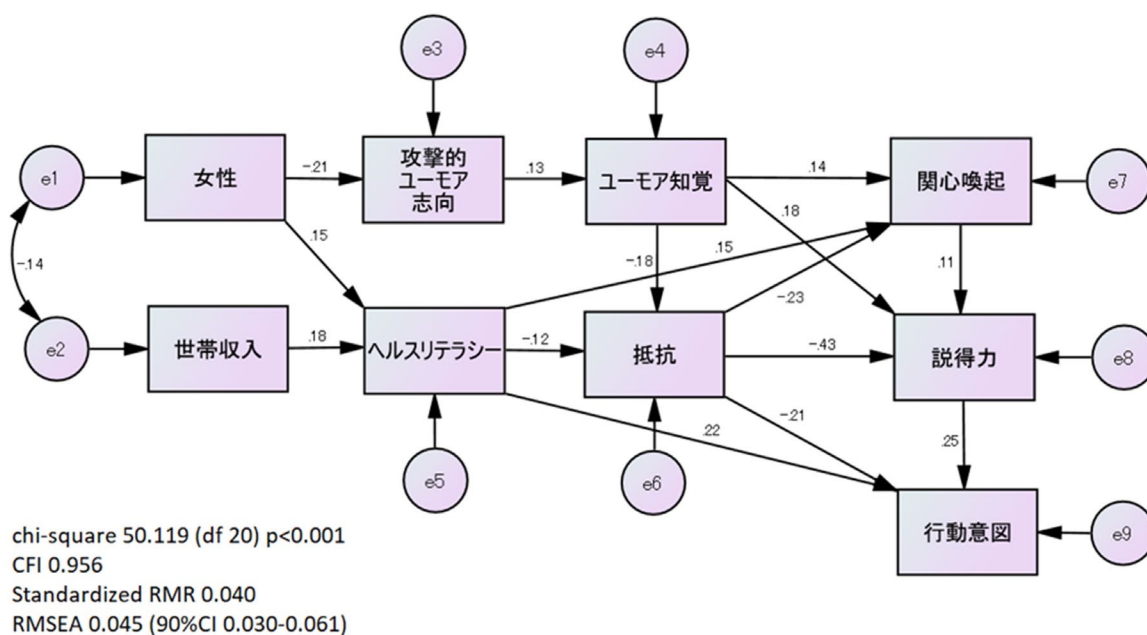 e3
e4
e1
女性
-.21
攻撃的
ユーモア
志向
.13
ユーモア知覚
.14
関心喚起
e7
.18
-.14
.15
-.18
.15
.11
-.23
e2
世帯収入
.18
ヘルスリテラシー
-.12
抵抗
-.43
説得力
e8
-.21
.22
.25
e5
e6
行動意図
e9
chi-square 50.119 (df 20) p<0.001
CFI 0.956
Standardized RMR 0.040
RMSEA 0.045 (90%CI 0.030-0.061)